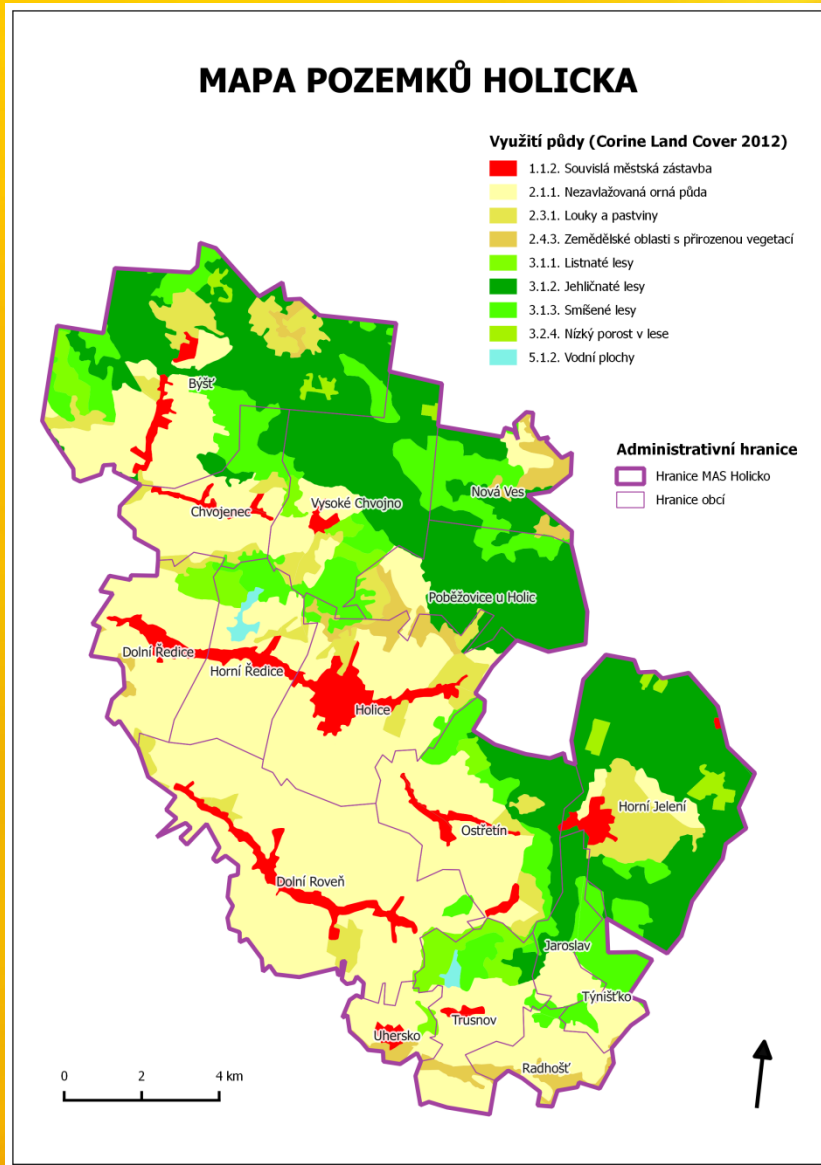 MAPA POZEMKŮ HOLICKA
Využití půdy (Corine Land Cover 2012)
1.1.2. Souvislá městská zástavba
2.1.1. Nezavlažovaná orná půda
2.3.1. Louky a pastviny
2.4.3. Zemědělské oblasti s přirozenou vegetací
3.1.1. Listnaté lesy
3.1.2. Jehličnaté lesy
3.1.3. Smíšené lesy
3.2.4. Nízký porost v lese
5.1.2. Vodní plochy
Administrativní hranice
Hranice MAS Holicko
Hranice obcí
Býšť
Nová Ves
Vysoké Chvojno
Chvojenec
Poběžovice u Holic
Dolní Ředice
Horní Ředice
Holice
Horní Jelení
Ostřetín
Dolní Roveň
Jaroslav
Týnišťko
Trusnov
Uhersko
Radhošť
0 2 4 km